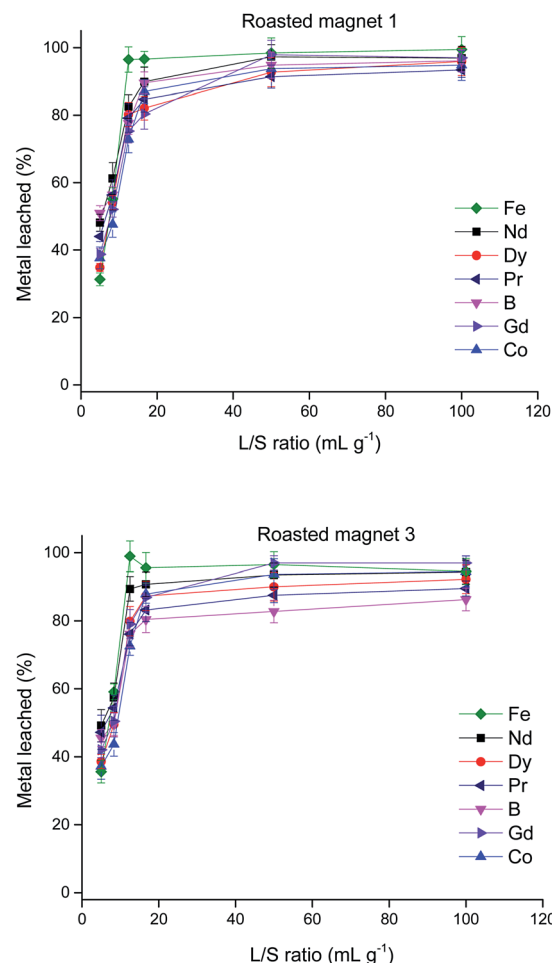 Roasted magnet 1
100
80
60
40
20
0
Metal leached (%)
Fe
Nd
Dy
Pr
B
Gd
Co
0 20 40 60 80 100 120
L/S ratio (mL g⁻¹)
Roasted magnet 3
100
80
60
40
20
0
Metal leached (%)
Fe
Nd
Dy
Pr
B
Gd
Co
0 20 40 60 80 100 120
L/S ratio (mL g⁻¹)